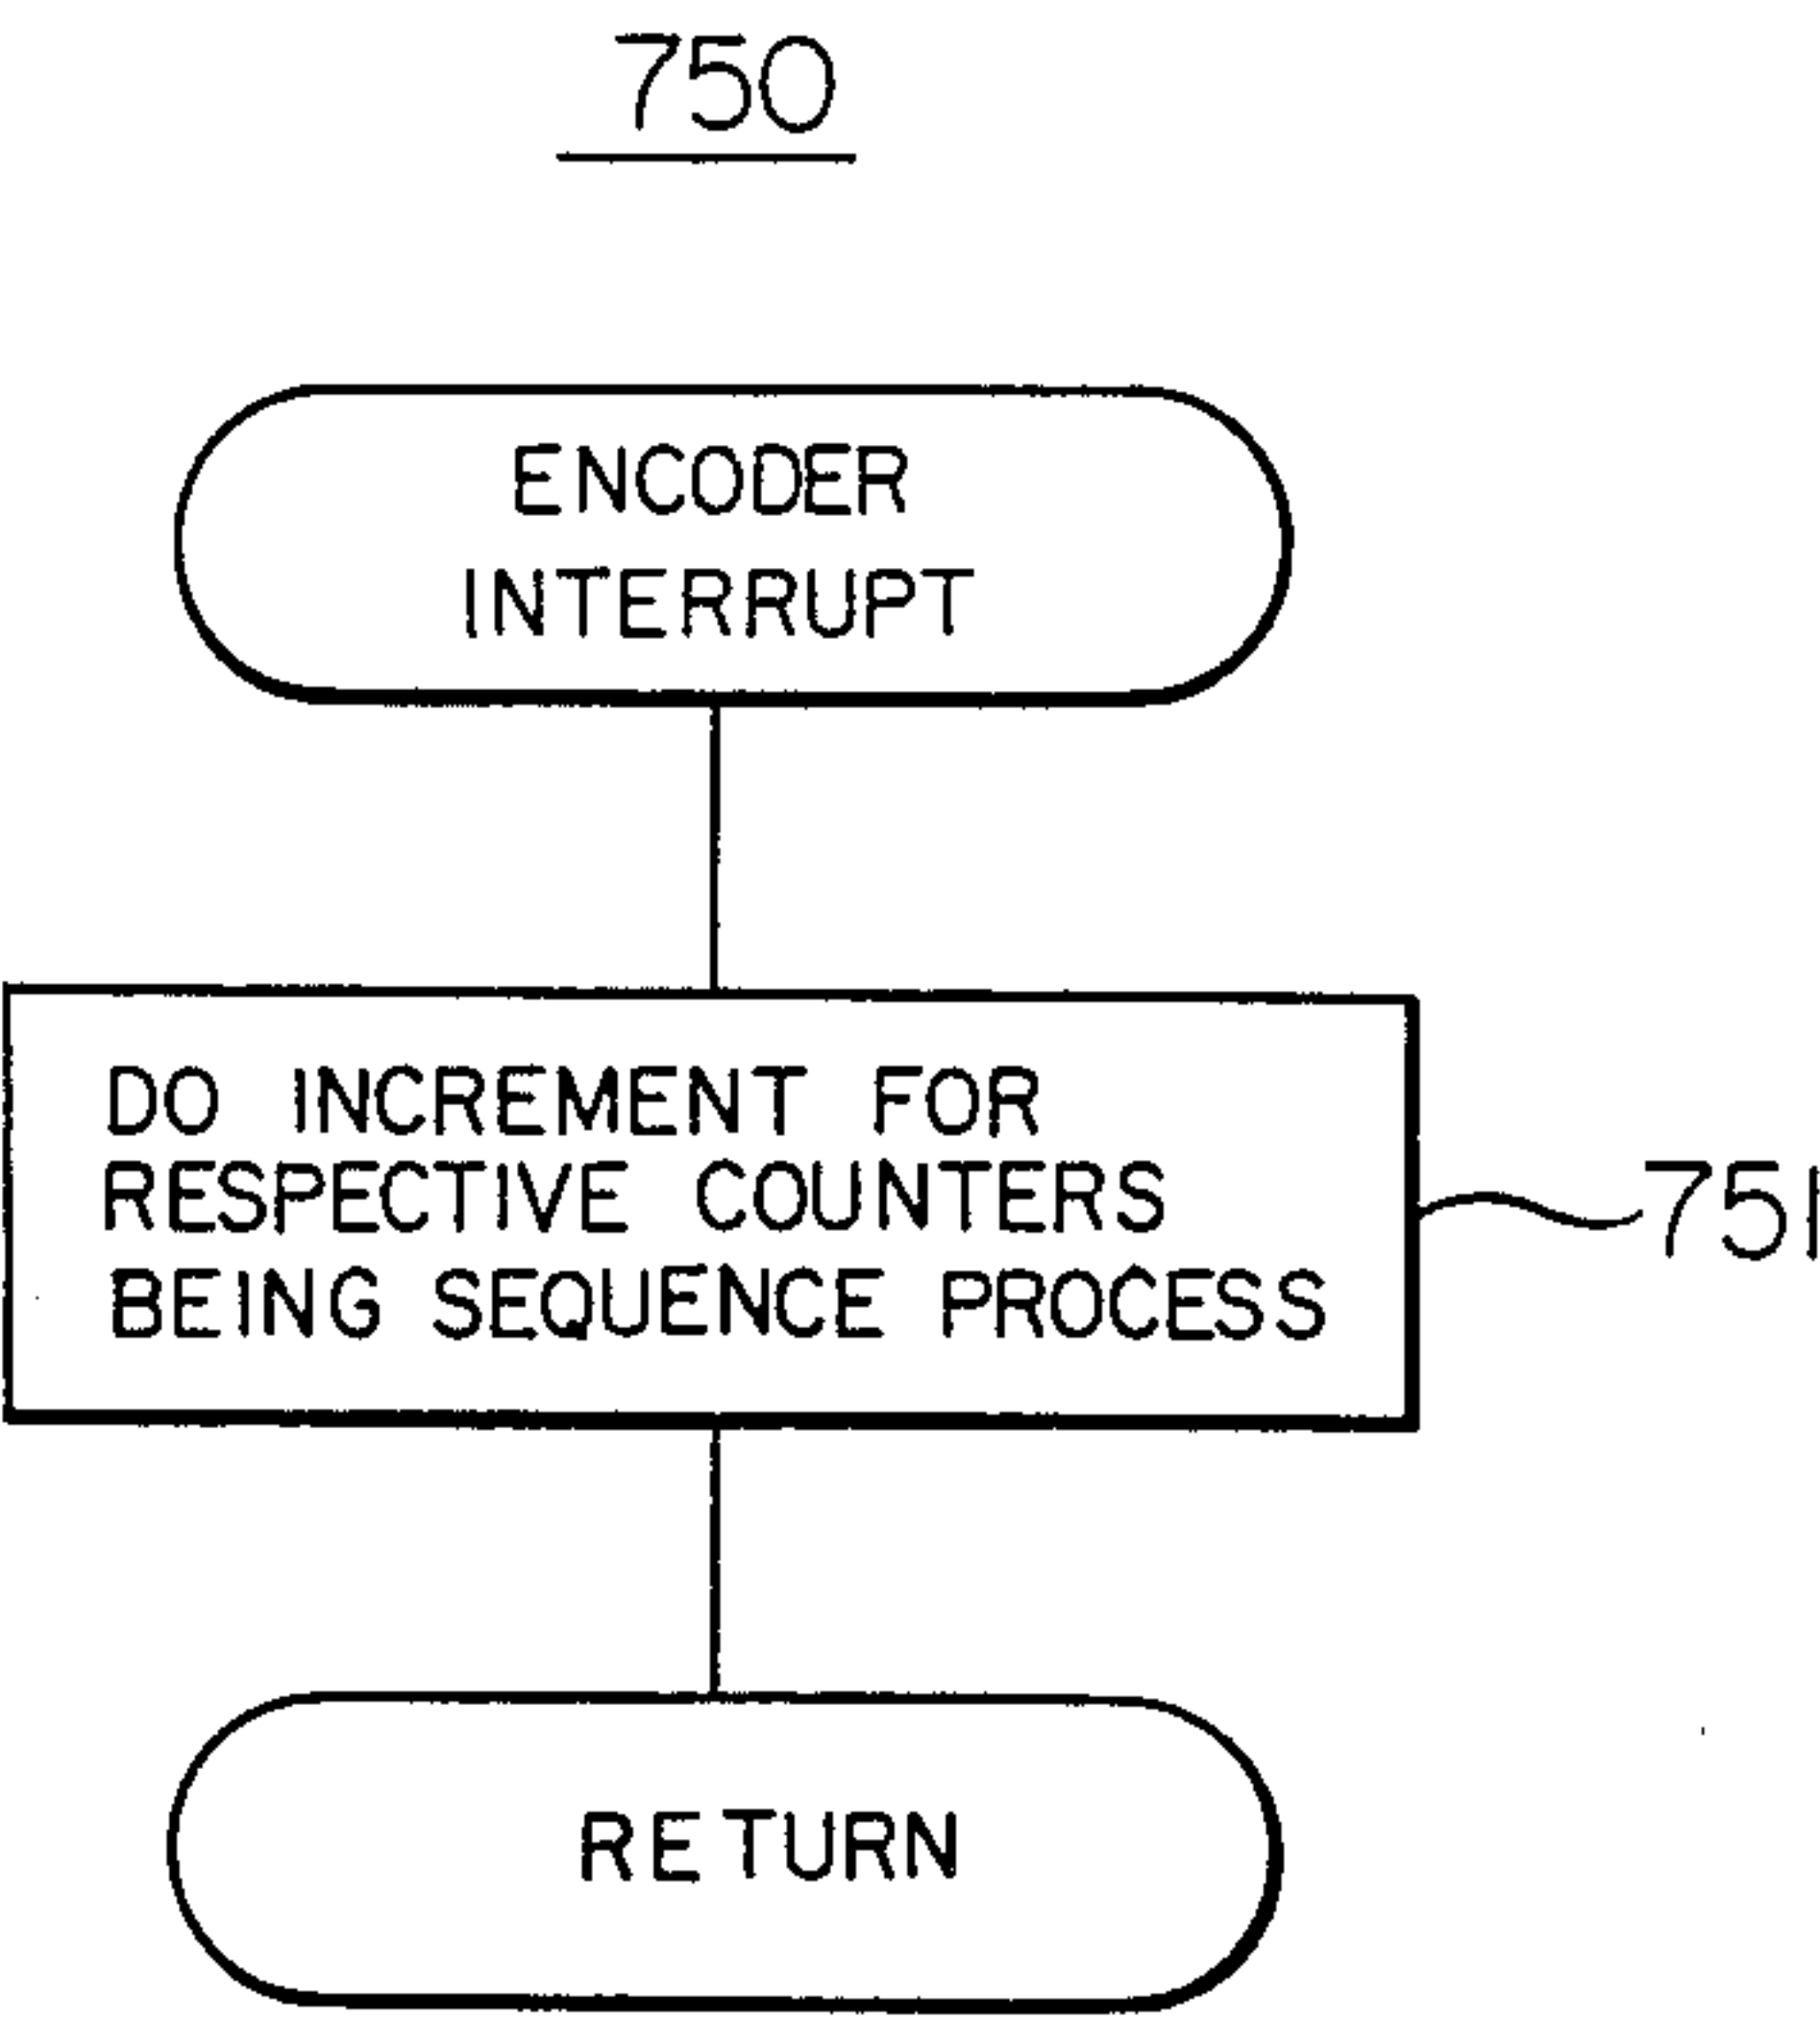 750
ENCODER
INTERRUPT
DO INCREMENT FOR
RESPECTIVE COUNTERS
BEING SEQUENCE PROCESS
751
RETURN